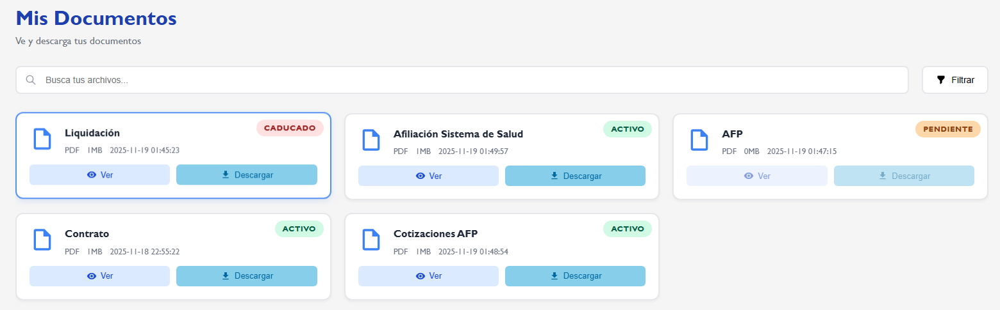 Mis Documentos
Ve y descarga tus documentos
Busca tus archivos...
Filtrar
Liquidación
CADUCADO
PDF 1MB 2025-11-19 01:45:23
Ver
Descargar
Afiliación Sistema de Salud
ACTIVO
PDF 1MB 2025-11-19 01:49:57
Ver
Descargar
AFP
PENDIENTE
PDF 0MB 2025-11-19 01:47:15
Ver
Descargar
Contrato
ACTIVO
PDF 1MB 2025-11-18 22:55:22
Ver
Descargar
Cotizaciones AFP
ACTIVO
PDF 1MB 2025-11-19 01:48:54
Ver
Descargar